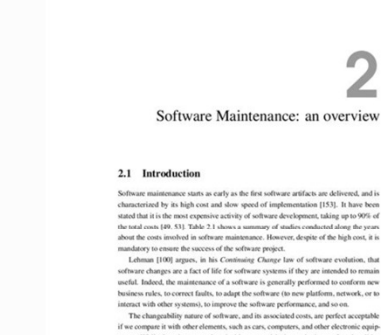 2
Software Maintenance: an overview
2.1 Introduction
Software maintenance starts as early as the first software artifacts are delivered, and is
characterized by its high cost and slow speed of implementation [153]. It have been
stated that it is the most expensive activity of software development, taking up to 90% of
the total costs [49, 53]. Table 2.1 shows a summary of studies conducted along the years
about the costs involved in software maintenance. However, despite of the high cost, it is
mandatory to ensure the success of the software project.
Lehman [100] argues, in his Continuing Change law of software evolution, that
software changes are a fact of life for software systems if they are intended to remain
useful. Indeed, the maintenance of a software is generally performed to conform new
business rules, to correct faults, to adapt the software (to new platform, network, or to
interact with other systems), to improve the software performance, and so on.
The changeability nature of software, and its associated costs, are perfect acceptable
if we compare it with other elements, such as cars, computers, and other electronic equip-